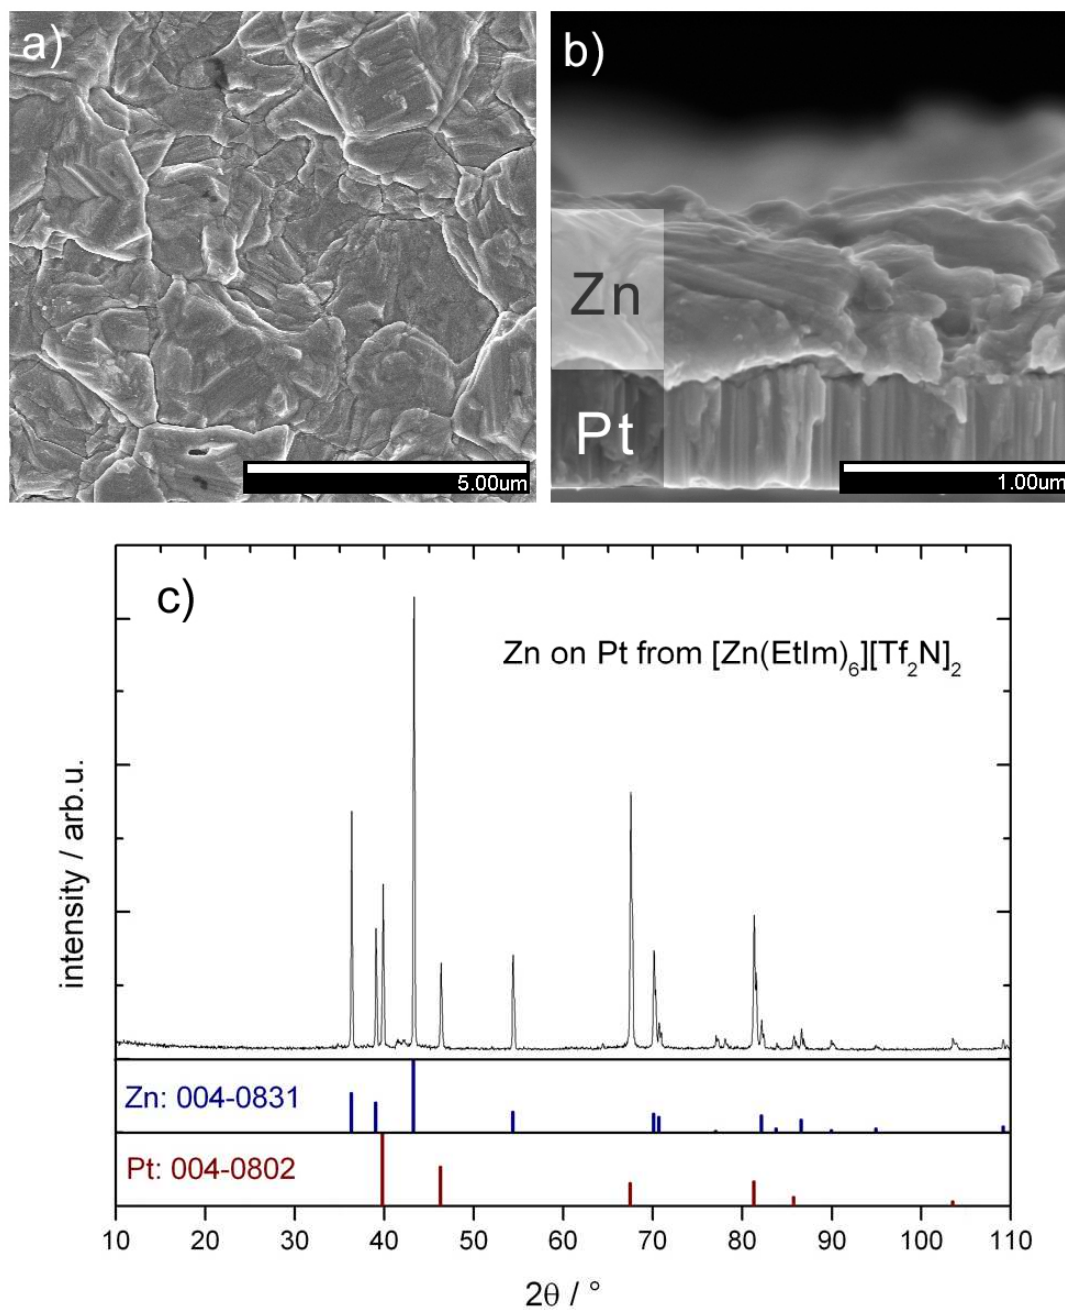 a)
b)
Zn
Pt
5.00um
1.00um
c)
Zn on Pt from [Zn(EtIm)₆][Tf₂N]₂
intensity / arb.u.
Zn: 004-0831
Pt: 004-0802
10 20 30 40 50 60 70 80 90 100 110
2θ / °